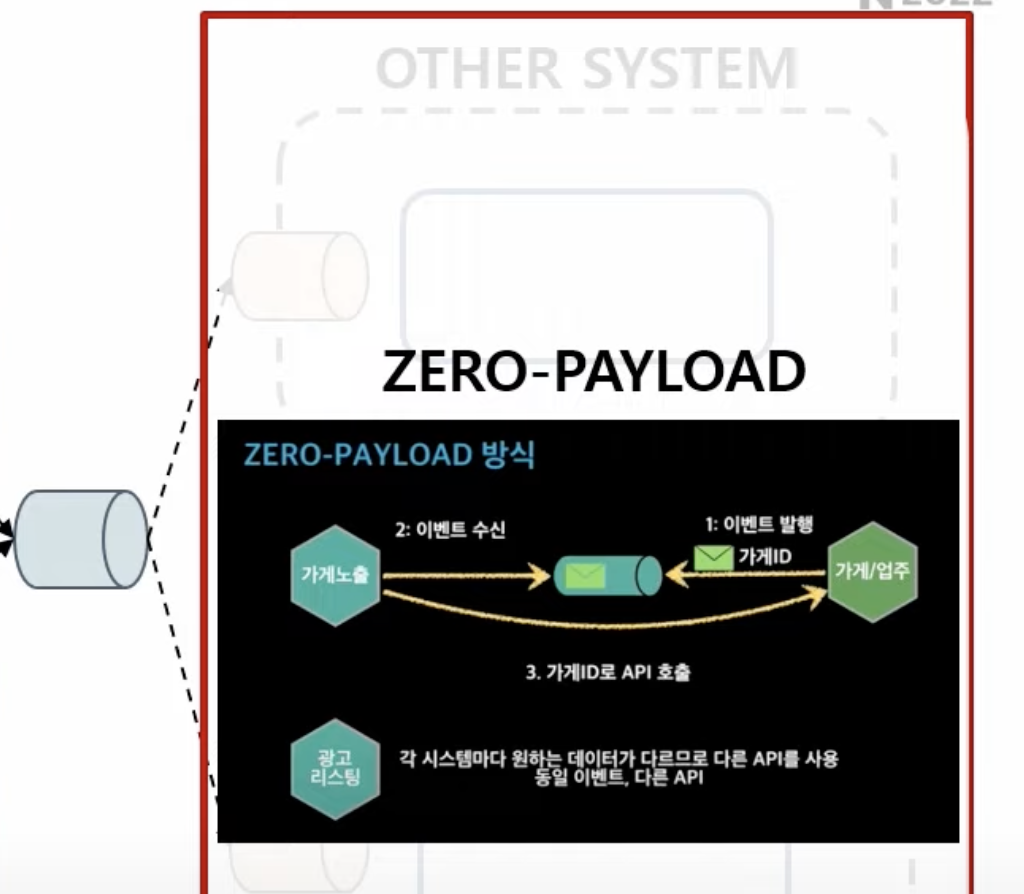 OTHER SYSTEM
ZERO-PAYLOAD
ZERO-PAYLOAD 방식
2: 이벤트 수신
1: 이벤트 발행
가게ID
가게노출
가게/업주
3. 가게ID로 API 호출
광고
리스팅
각 시스템마다 원하는 데이터가 다르므로 다른 API를 사용
동일 이벤트, 다른 API